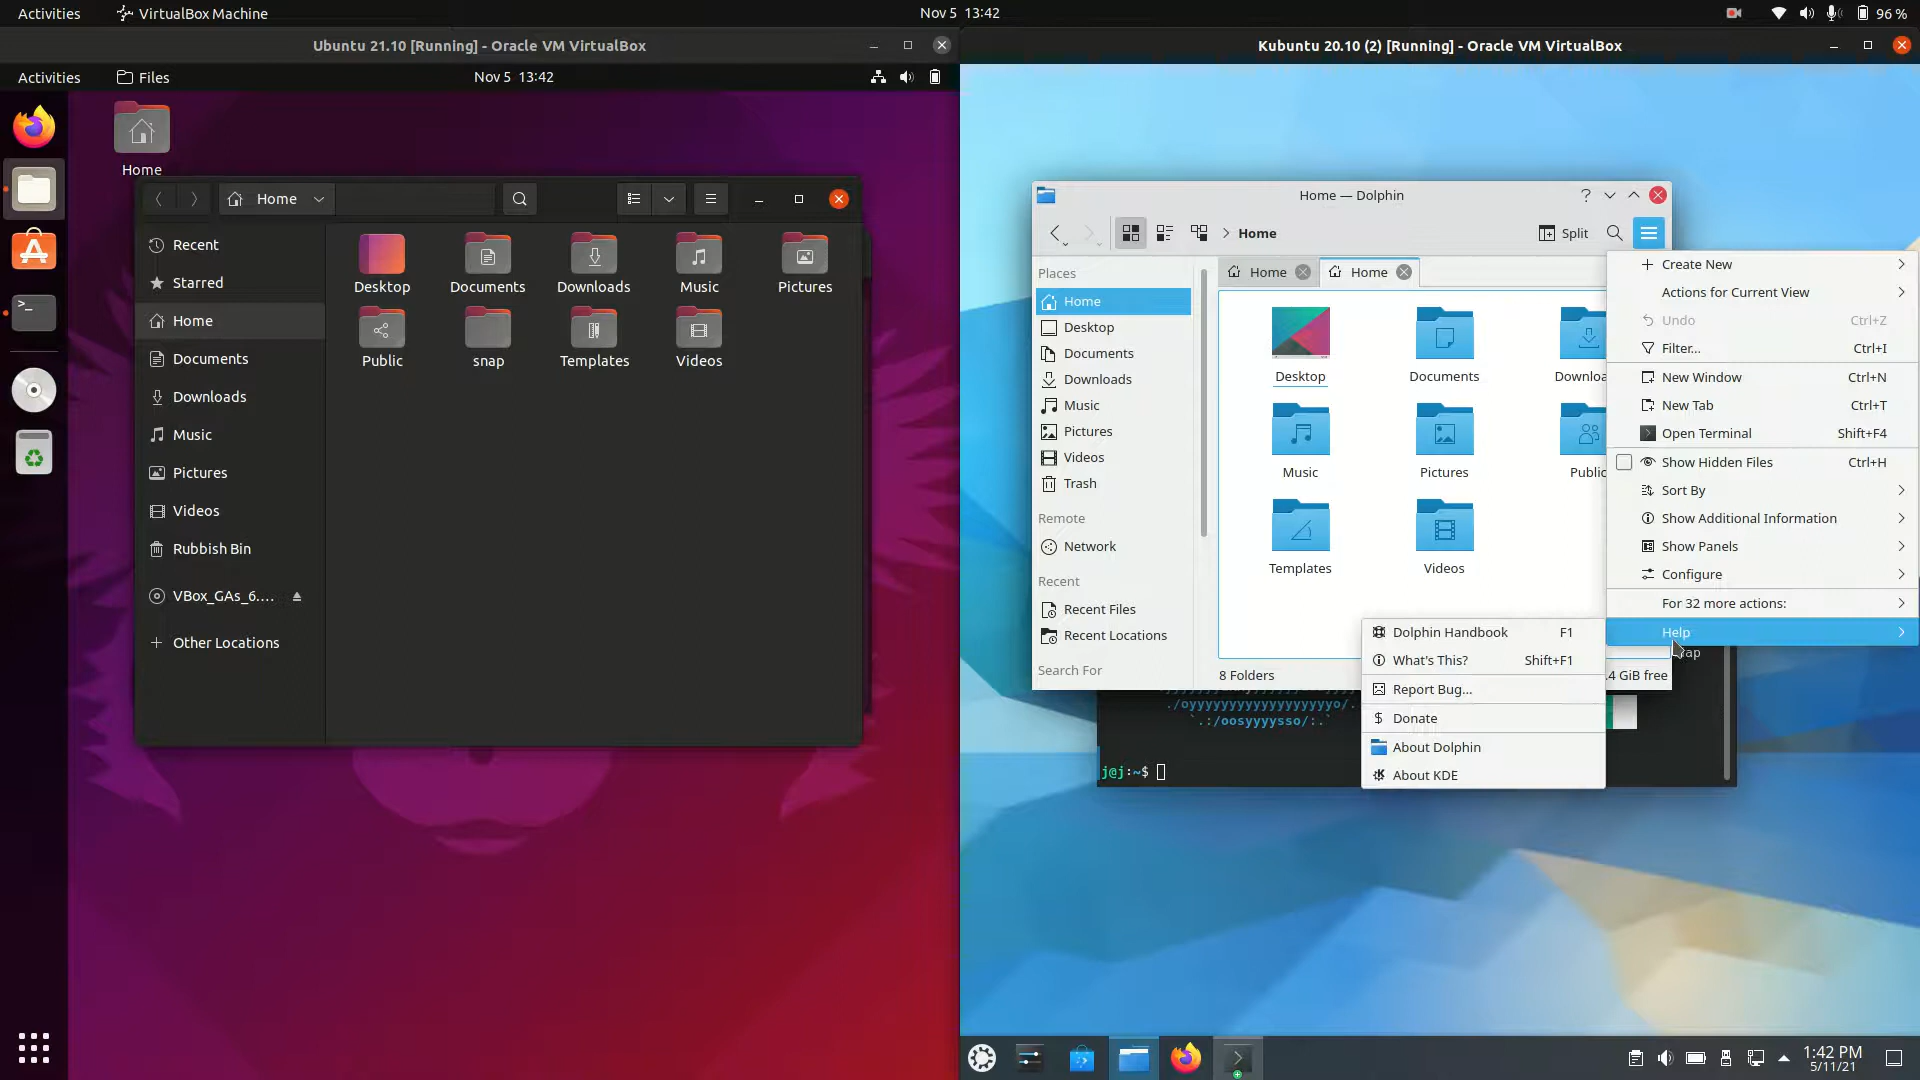 Activities
VirtualBox Machine
Nov 5  13:42
96 %
Ubuntu 21.10 [Running] - Oracle VM VirtualBox
Activities
Files
Nov 5  13:42
Home
Home
Recent
Starred
Home
Documents
Downloads
Music
Pictures
Videos
Rubbish Bin
VBox_GAs_6....
Other Locations
Desktop
Documents
Downloads
Music
Pictures
Public
snap
Templates
Videos
Kubuntu 20.10 (2) [Running] - Oracle VM VirtualBox
Home — Dolphin
Home
Split
Places
Home
Desktop
Documents
Downloads
Music
Pictures
Videos
Trash
Remote
Network
Recent
Recent Files
Recent Locations
Search For
Home
Home
Desktop
Documents
Downloa
Music
Pictures
Public
Templates
Videos
8 Folders
.4 GiB free
Create New
Actions for Current View
Undo Ctrl+Z
Filter... Ctrl+I
New Window Ctrl+N
New Tab Ctrl+T
Open Terminal Shift+F4
Show Hidden Files Ctrl+H
Sort By
Show Additional Information
Show Panels
Configure
For 32 more actions:
Help
ap
Dolphin Handbook F1
What's This? Shift+F1
Report Bug...
Donate
About Dolphin
About KDE
./oyyyyyyyyyyyyyyyyyo/.
`.:/oosyyyysso/:.`
j@j:~$
1:42 PM
5/11/21